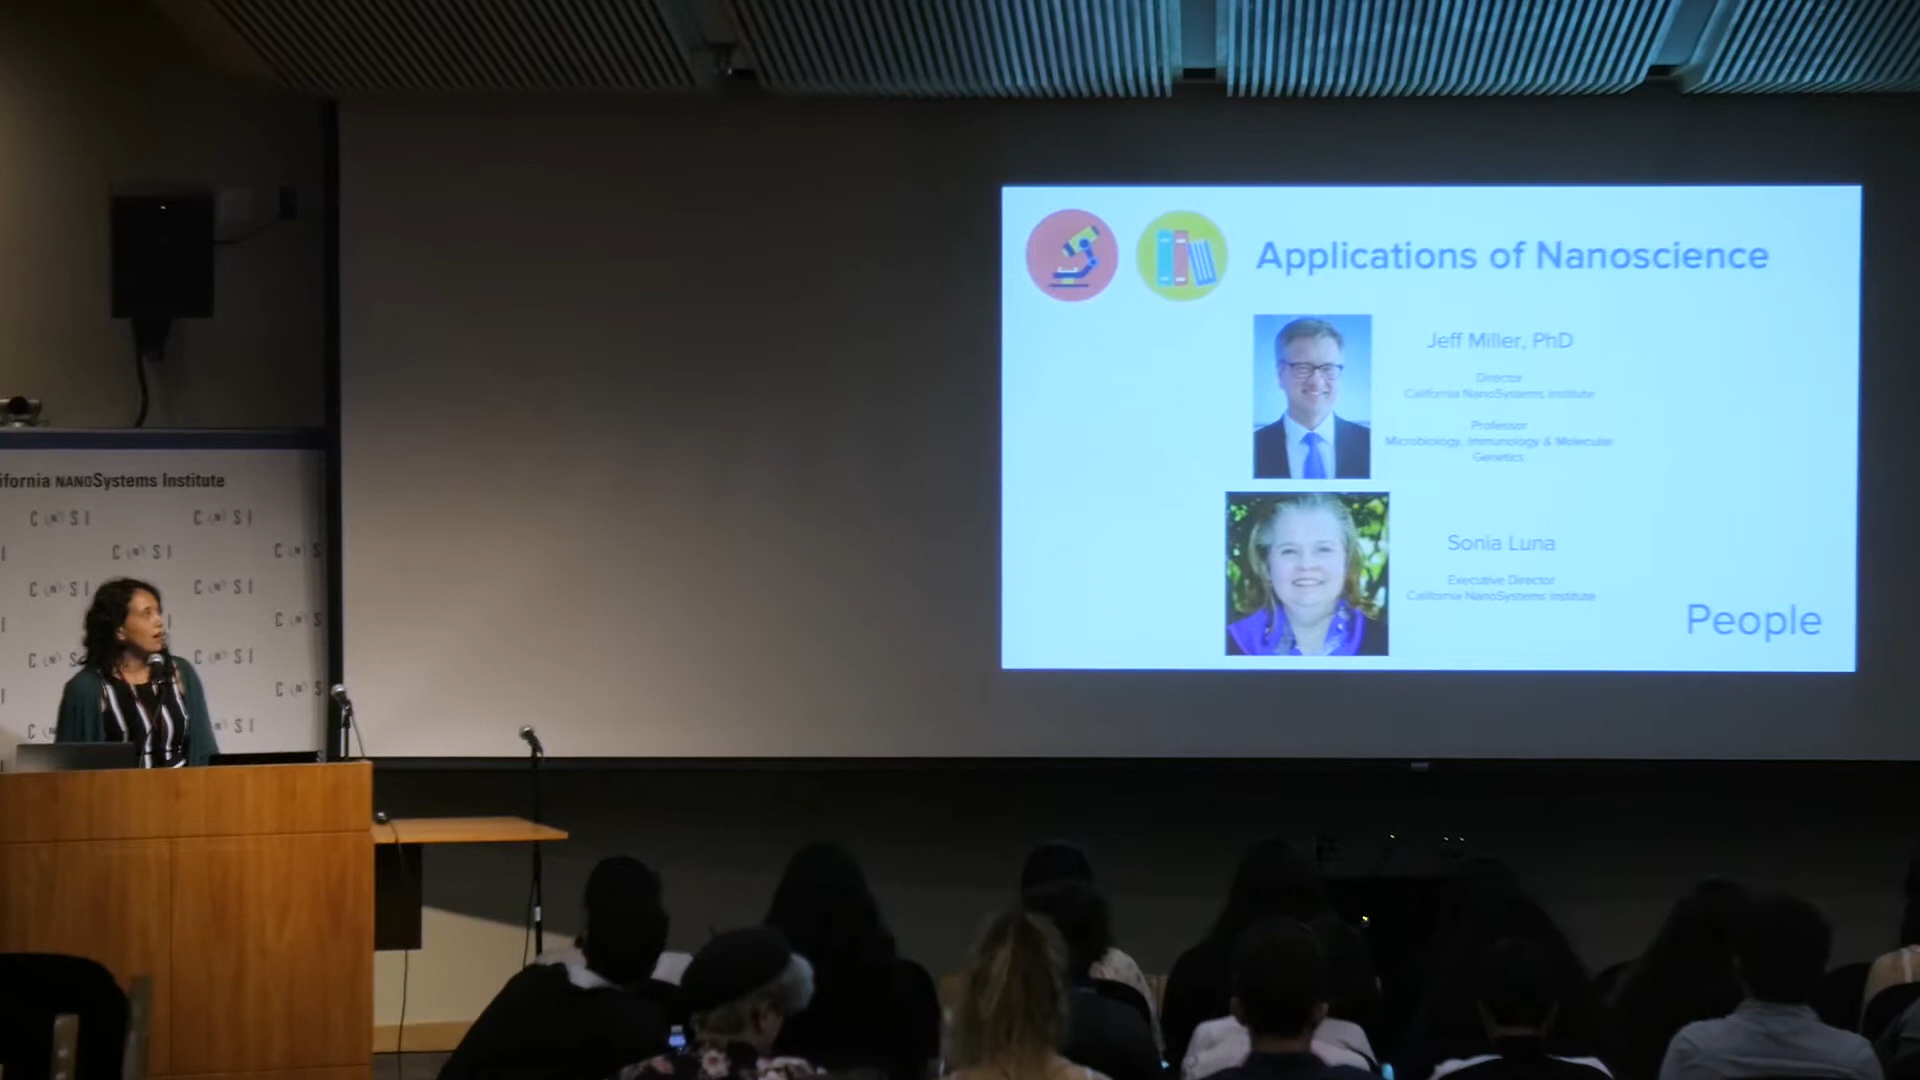 Applications of Nanoscience
Jeff Miller, PhD
Director
California NanoSystems Institute
Professor
Microbiology, Immunology & Molecular
Genetics
Sonia Luna
Executive Director
California NanoSystems Institute
People
ifornia NANOSystems Institute
C (N) S I C (N) S I
I C (N) S I C (N) S
C (N) S I C (N) S I
I I C (N) S
C (N) S C (N) S I
I C (N) S
C (N N) S I